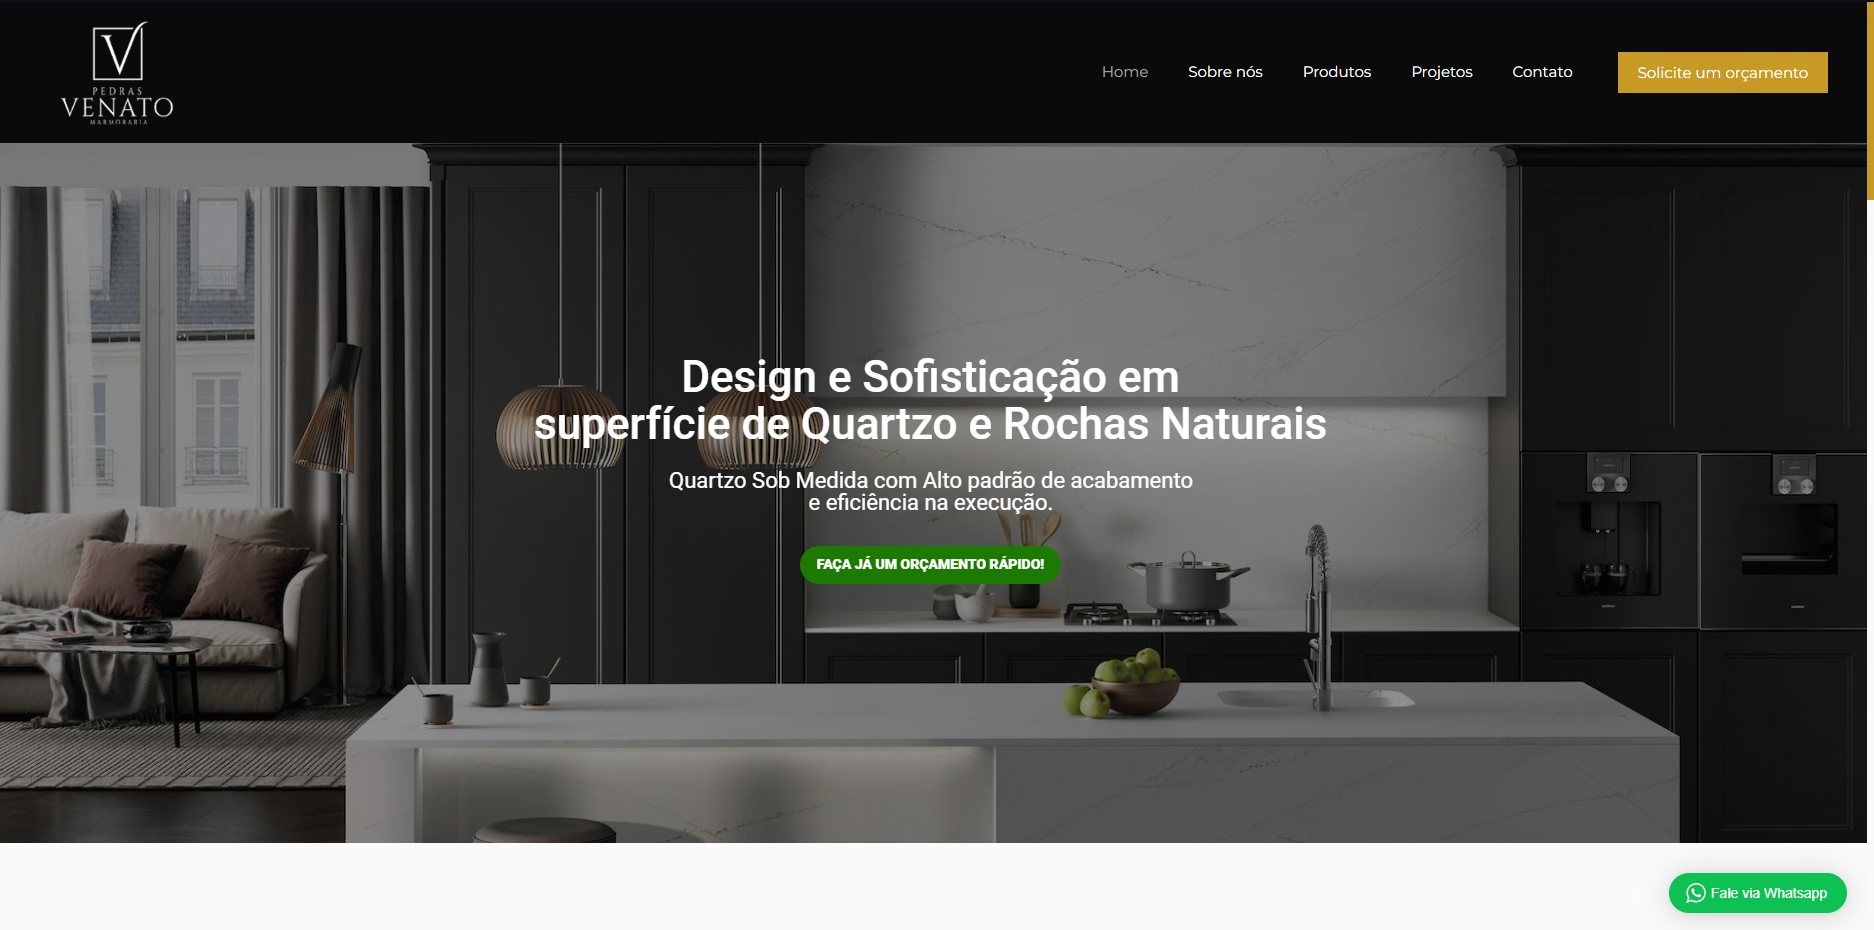 V
PEDRAS
VENATO
MARMORARIA
Home
Sobre nós
Produtos
Projetos
Contato
Solicite um orçamento
Design e Sofisticação em
superfície de Quartzo e Rochas Naturais
Quartzo Sob Medida com Alto padrão de acabamento
e eficiência na execução.
FAÇA JÁ UM ORÇAMENTO RÁPIDO!
Fale via Whatsapp